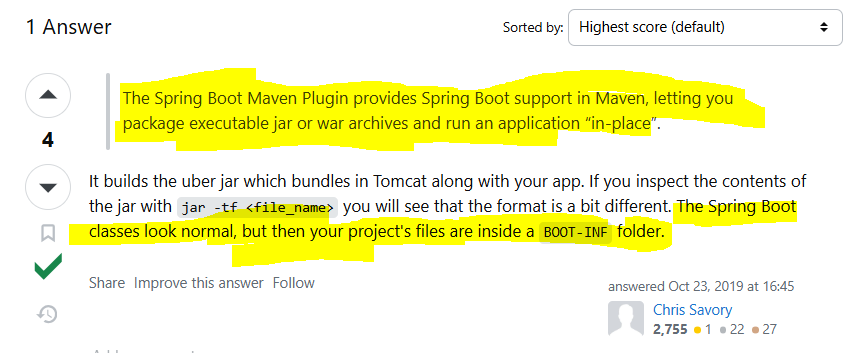 1 Answer
Sorted by: Highest score (default)
The Spring Boot Maven Plugin provides Spring Boot support in Maven, letting you
package executable jar or war archives and run an application “in-place”.
4
It builds the uber jar which bundles in Tomcat along with your app. If you inspect the contents of
the jar with jar -tf <file_name> you will see that the format is a bit different. The Spring Boot
classes look normal, but then your project's files are inside a BOOT-INF folder.
Share Improve this answer Follow
answered Oct 23, 2019 at 16:45
Chris Savory
2,755 1 22 27